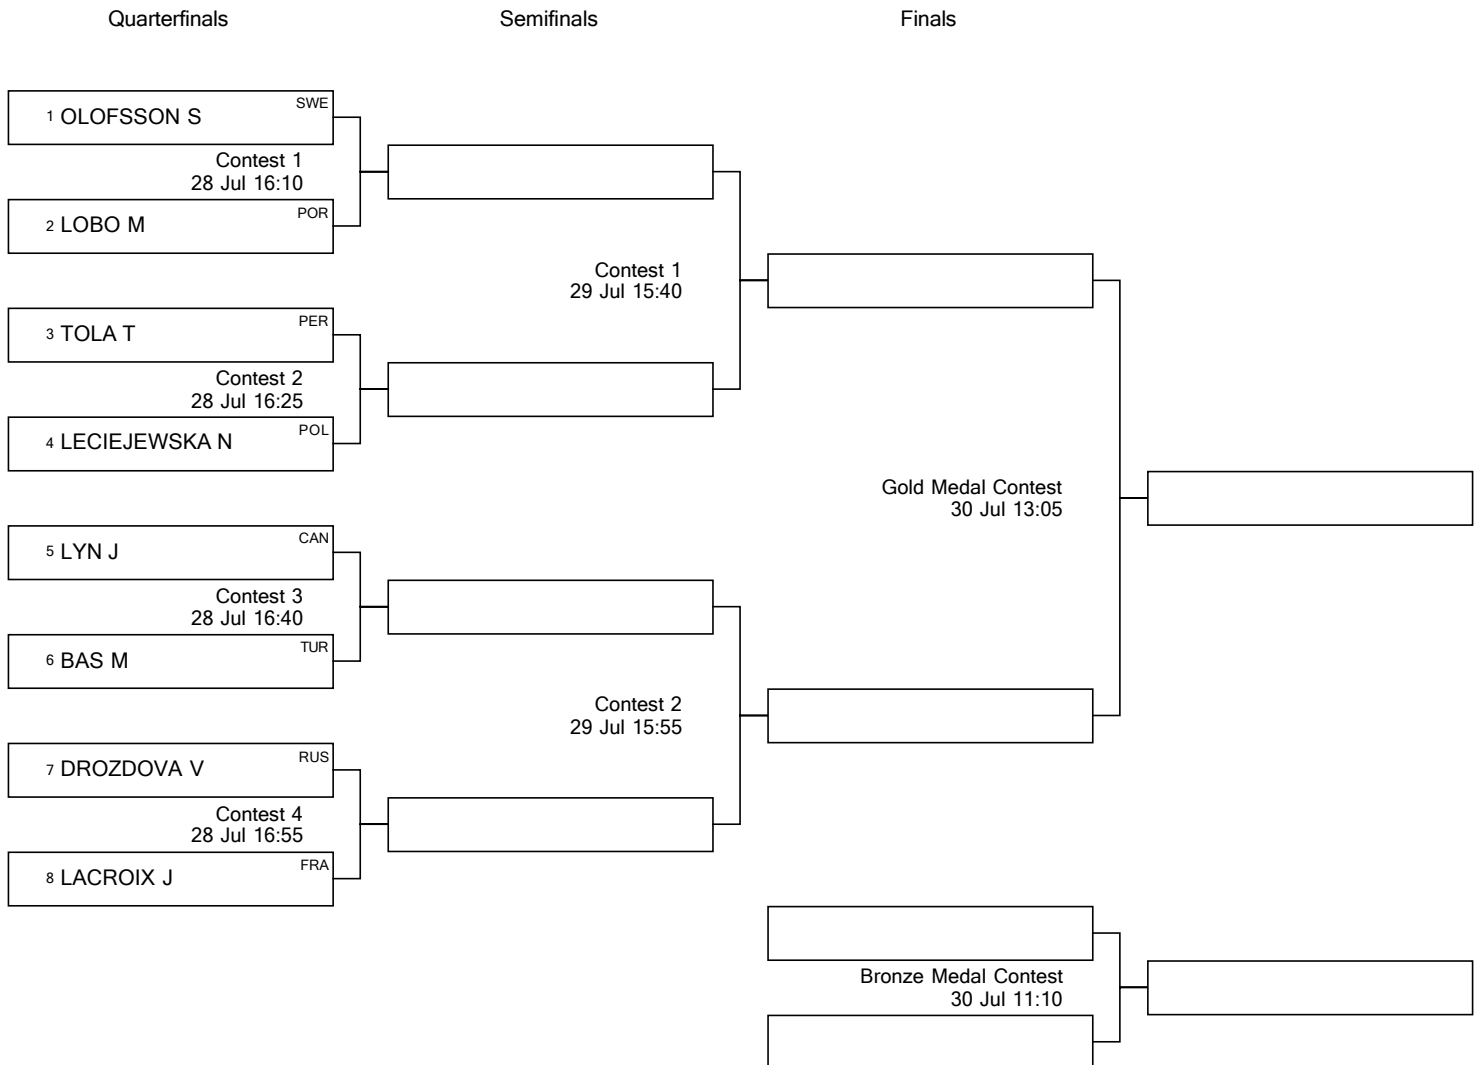 Quarterfinals Semifinals Finals
SWE
1 OLOFSSON S
Contest 1
28 Jul 16:10
POR
2 LOBO M
Contest 1
29 Jul 15:40
PER
3 TOLA T
Contest 2
28 Jul 16:25
POL
4 LECIEJEWSKA N
Gold Medal Contest
30 Jul 13:05
CAN
5 LYN J
Contest 3
28 Jul 16:40
TUR
6 BAS M
Contest 2
29 Jul 15:55
RUS
7 DROZDOVA V
Contest 4
28 Jul 16:55
FRA
8 LACROIX J
Bronze Medal Contest
30 Jul 11:10